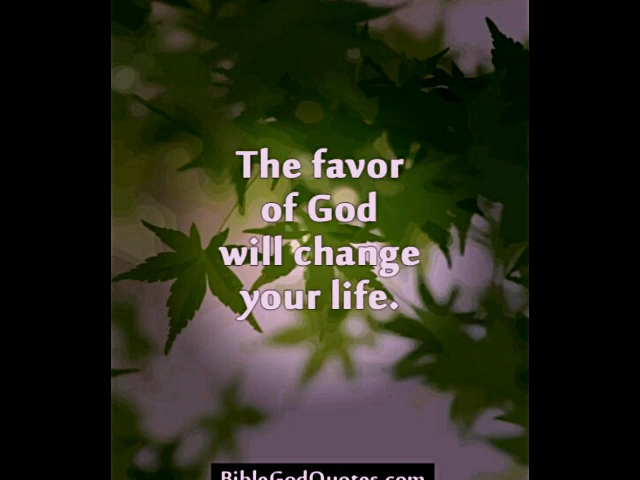 The favor
of God
will change
your life.
BibleGodQuotes.com